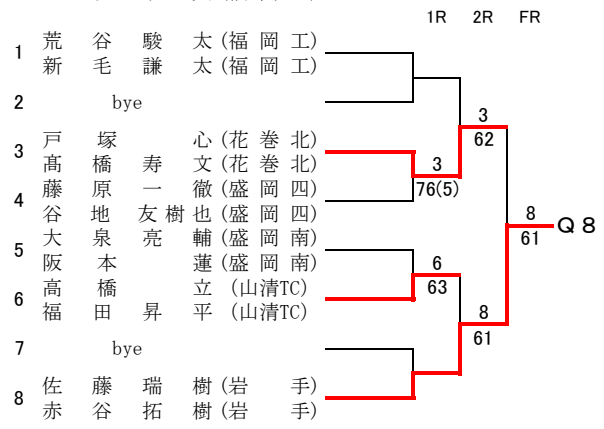 1R 2R FR
1 荒谷駿太(福岡工)
新毛謙太(福岡工)
2 bye
3 戸塚心(花巻北)
髙橋寿文(花巻北)
4 藤原一徹(盛岡四)
谷地友樹也(盛岡四)
5 大泉亮輔(盛岡南)
阪本蓮(盛岡南)
6 高橋立(山清TC)
福田昇平(山清TC)
7 bye
8 佐藤瑞樹(岩手)
赤谷拓樹(岩手)
3
76(5)
6
63
3
62
8
61
8
61
Q8